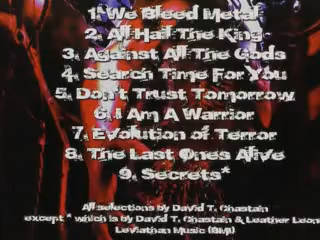 1. We Bleed Metal
2. All Hail The King
3. Against All The Gods
4. Search Time For You
5. Don't Trust Tomorrow
6. I Am A Warrior
7. Evolution of Terror
8. The Last Ones Alive
9. Secrets*
All selections by David T. Chastain
except * which is by David T. Chastain & Leather Leone
Leviathan Music (BMI)